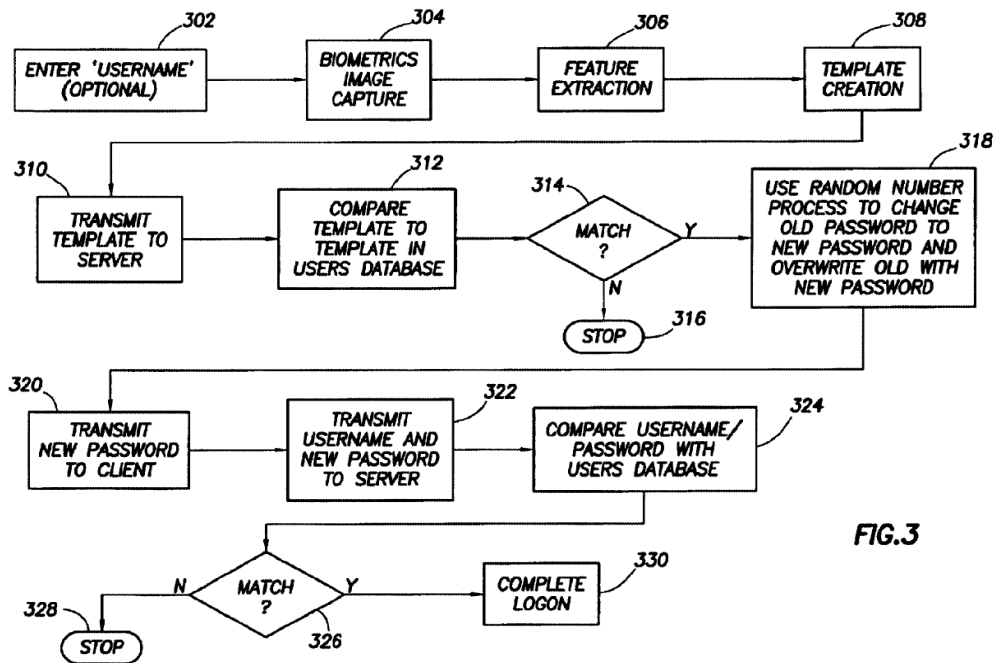 302
ENTER 'USERNAME'
(OPTIONAL)
304
BIOMETRICS
IMAGE
CAPTURE
306
FEATURE
EXTRACTION
308
TEMPLATE
CREATION
310
TRANSMIT
TEMPLATE TO
SERVER
312
COMPARE
TEMPLATE TO
TEMPLATE IN
USERS DATABASE
314
MATCH
?
Y
N
STOP
316
318
USE RANDOM NUMBER
PROCESS TO CHANGE
OLD PASSWORD TO
NEW PASSWORD AND
OVERWRITE OLD WITH
NEW PASSWORD
320
TRANSMIT
NEW PASSWORD
TO CLIENT
322
TRANSMIT
USERNAME AND
NEW PASSWORD
TO SERVER
324
COMPARE USERNAME/
PASSWORD WITH
USERS DATABASE
FIG.3
N
MATCH
?
Y
326
328
STOP
330
COMPLETE
LOGON